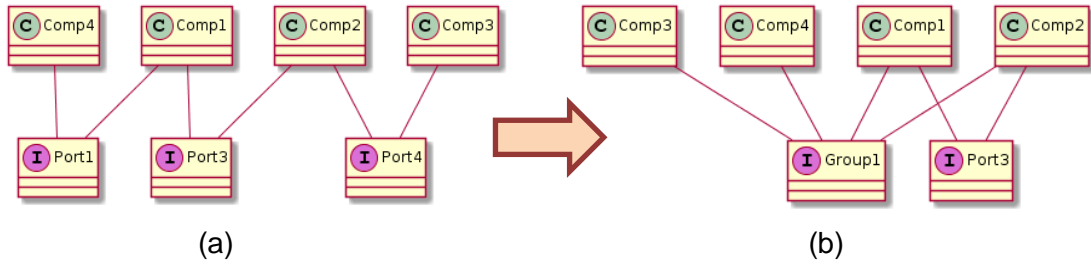 C Comp4
C Comp1
C Comp2
C Comp3
I Port1
I Port3
I Port4
(a)
C Comp3
C Comp4
C Comp1
C Comp2
I Group1
I Port3
(b)